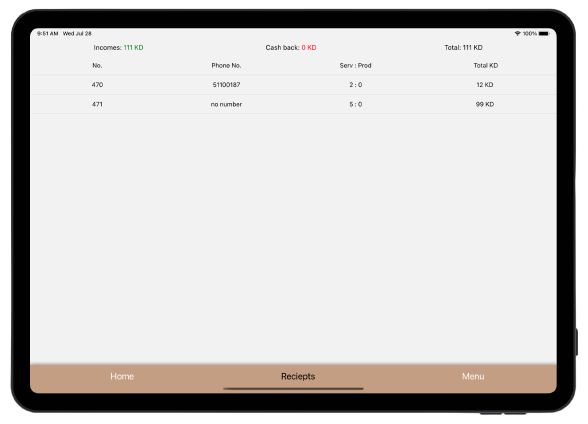 9:51 AM Wed Jul 28 100%
Incomes: 111 KD Cash back: 0 KD Total: 111 KD
No. Phone No. Serv : Prod Total KD
470 51100187 2 : 0 12 KD
471 no number 5 : 0 99 KD
Home Reciepts Menu